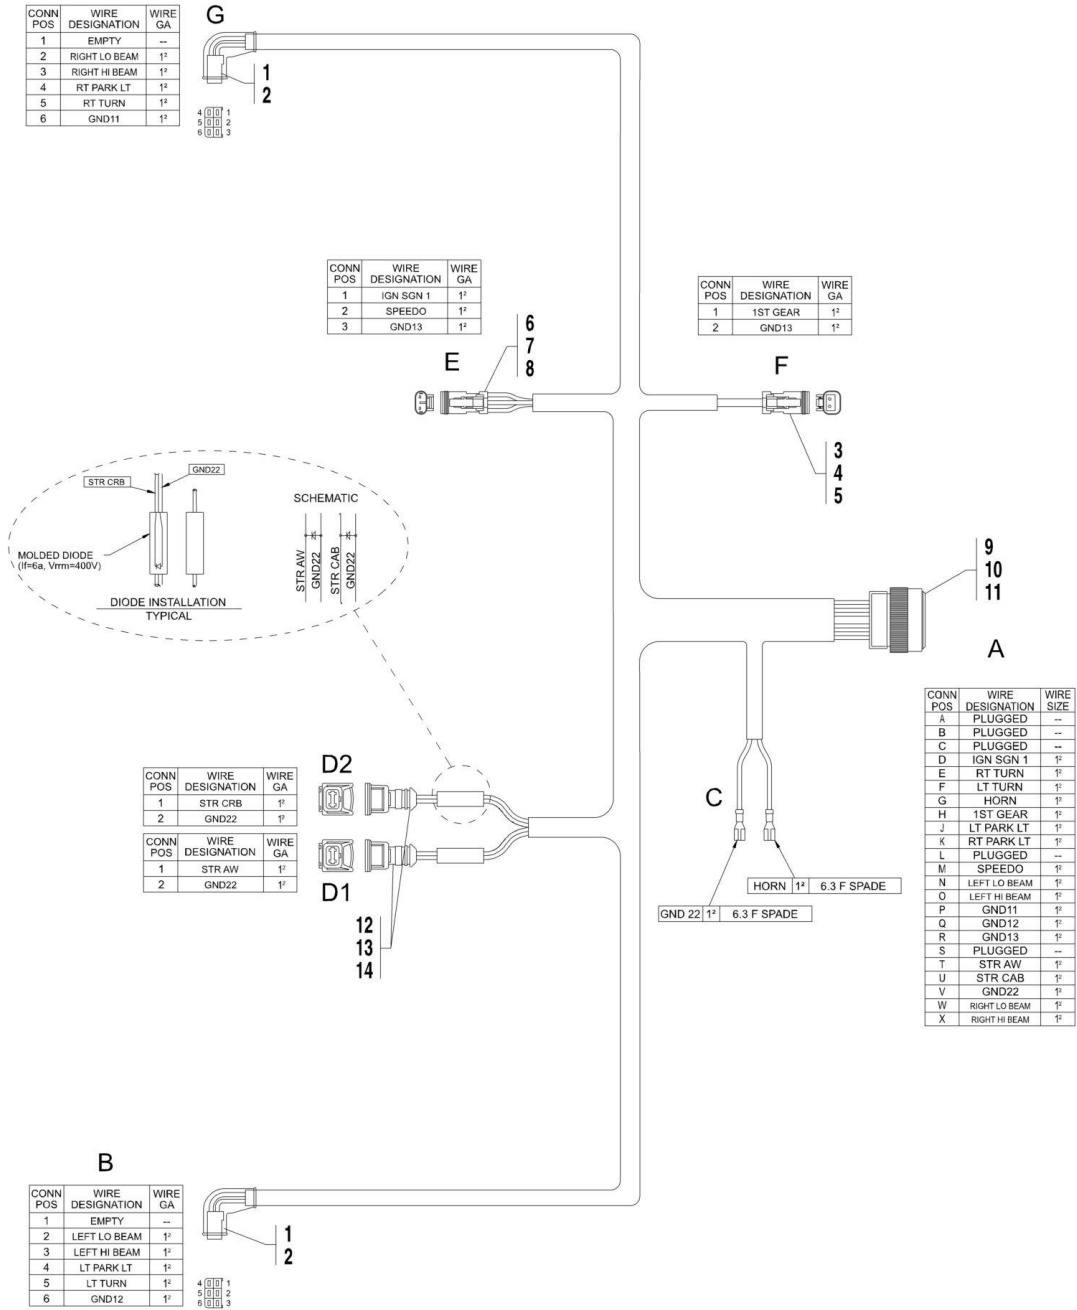 G
CONN POS WIRE DESIGNATION WIRE GA
1 EMPTY --
2 RIGHT LO BEAM 1²
3 RIGHT HI BEAM 1²
4 RT PARK LT 1²
5 RT TURN 1²
6 GND11 1²
1
2
4 1
5 2
6 3
CONN POS WIRE DESIGNATION WIRE GA
1 IGN SGN 1 1²
2 SPEEDO 1²
3 GND13 1²
E
6
7
8
CONN POS WIRE DESIGNATION WIRE GA
1 1ST GEAR 1²
2 GND13 1²
F
3
4
5
STR CRB
GND22
MOLDED DIODE
(If=6a, Vrrm=400V)
DIODE INSTALLATION
TYPICAL
SCHEMATIC
STR AW
GND22
STR CAB
GND22
9
10
11
A
CONN POS WIRE DESIGNATION WIRE SIZE
A PLUGGED --
B PLUGGED --
C PLUGGED --
D IGN SGN 1 1²
E RT TURN 1²
F LT TURN 1²
G HORN 1²
H 1ST GEAR 1²
J LT PARK LT 1²
K RT PARK LT 1²
L PLUGGED --
M SPEEDO 1²
N LEFT LO BEAM 1²
O LEFT HI BEAM 1²
P GND11 1²
Q GND12 1²
R GND13 1²
S PLUGGED --
T STR AW 1²
U STR CAB 1²
V GND22 1²
W RIGHT LO BEAM 1²
X RIGHT HI BEAM 1²
D2
CONN POS WIRE DESIGNATION WIRE GA
1 STR CRB 1²
2 GND22 1²
CONN POS WIRE DESIGNATION WIRE GA
1 STR AW 1²
2 GND22 1²
D1
12
13
14
C
HORN 1² 6.3 F SPADE
GND 22 1² 6.3 F SPADE
B
CONN POS WIRE DESIGNATION WIRE GA
1 EMPTY --
2 LEFT LO BEAM 1²
3 LEFT HI BEAM 1²
4 LT PARK LT 1²
5 LT TURN 1²
6 GND12 1²
1
2
4 1
5 2
6 3